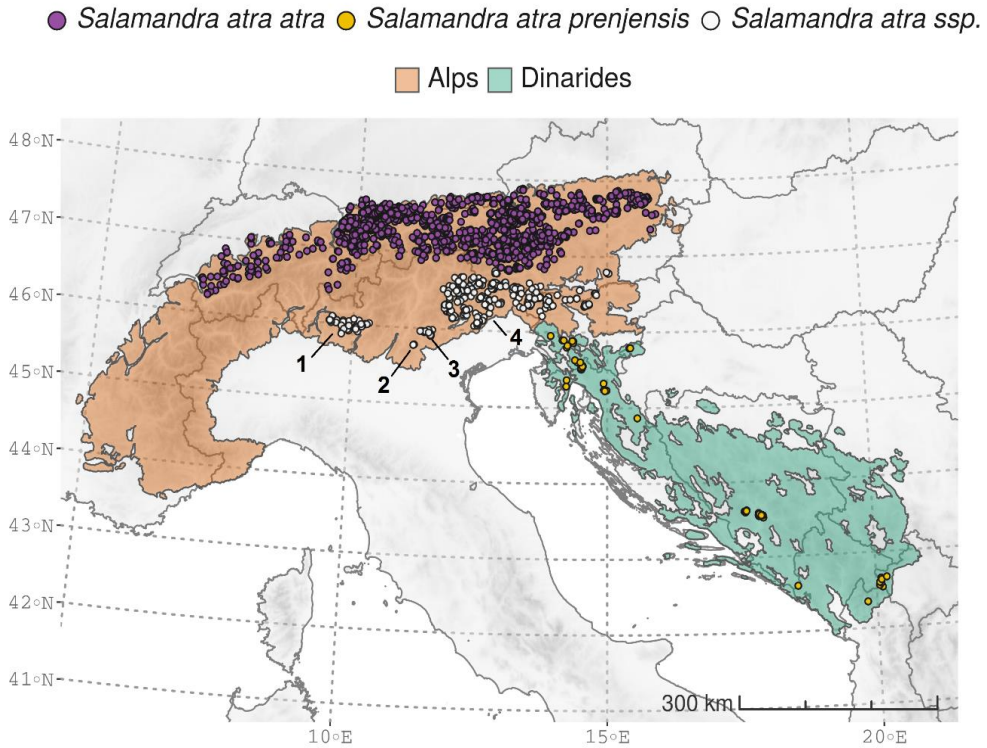 Salamandra atra atra Salamandra atra prenjensis Salamandra atra ssp.
Alps Dinarides
48°N
47°N
46°N
45°N
44°N
43°N
42°N
41°N
1
2
3
4
300 km
10°E 15°E 20°E